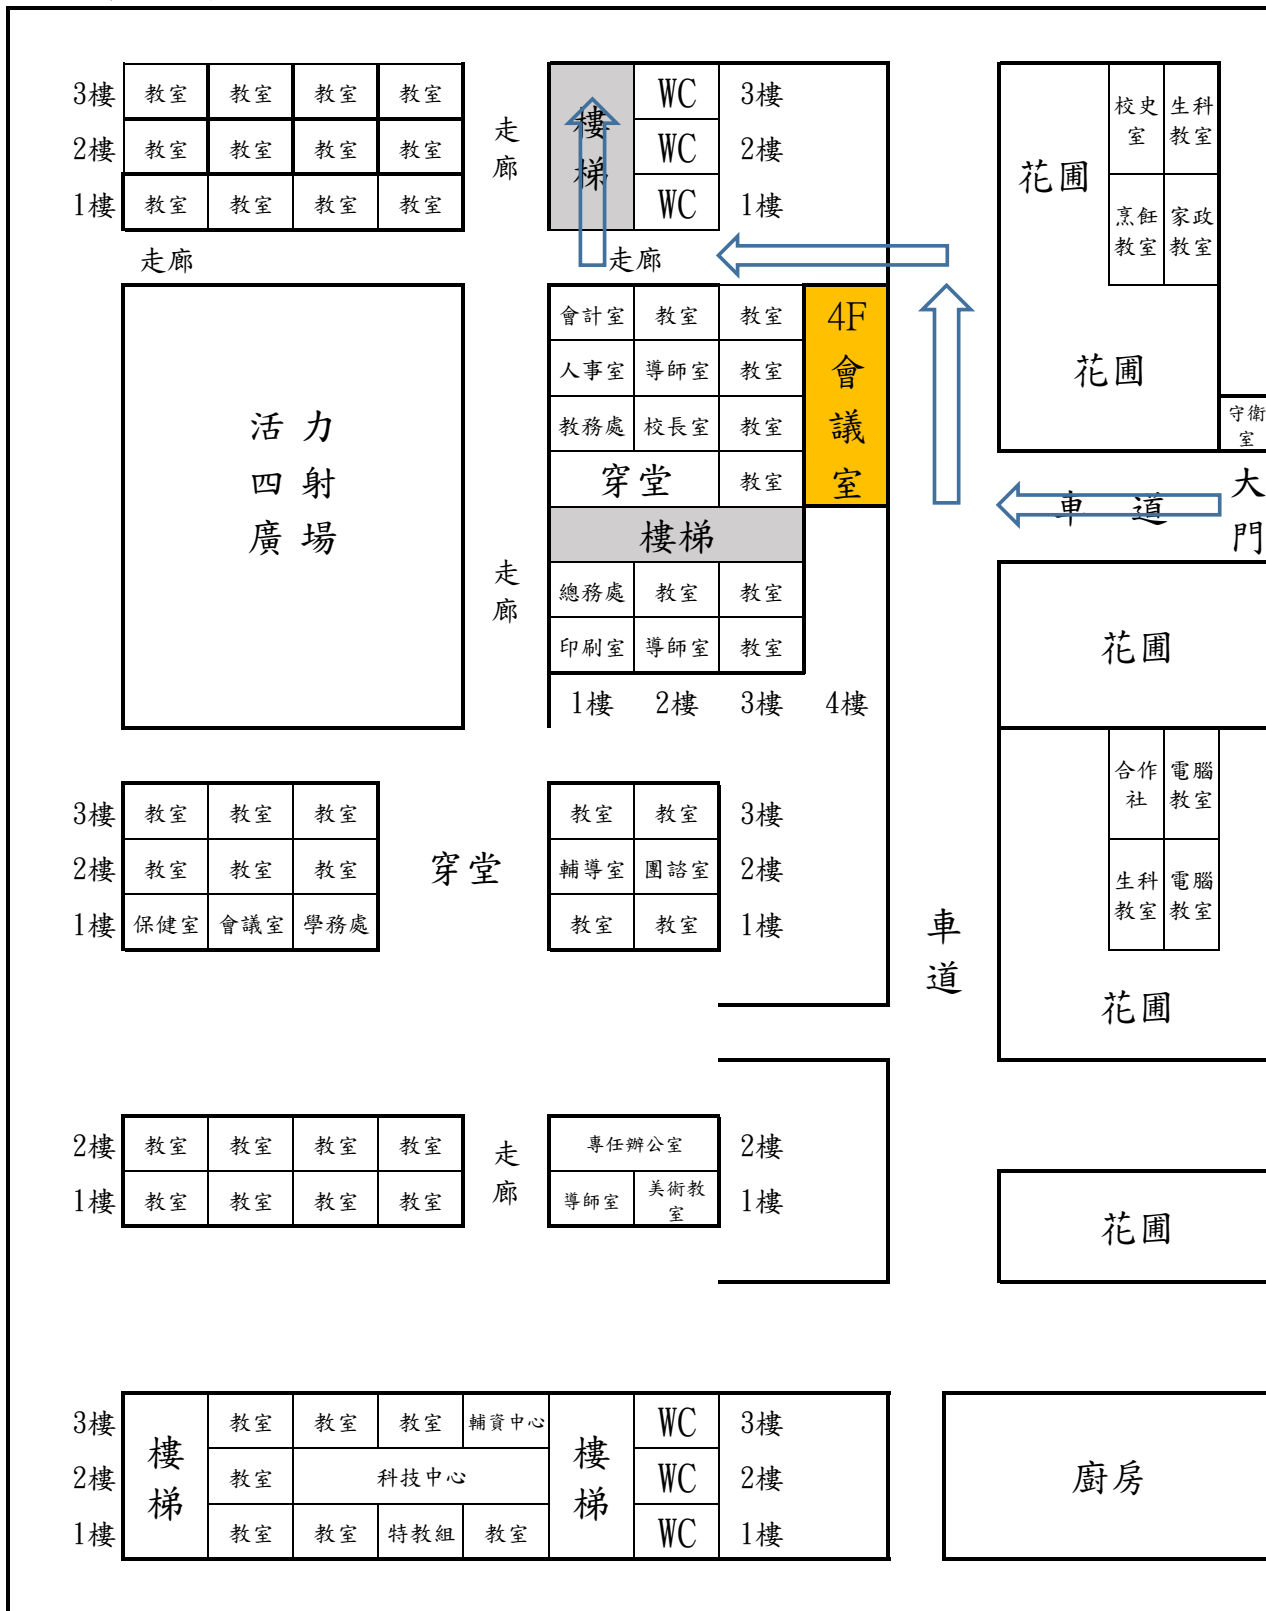 3樓 教室 教室 教室 教室 WC 3樓
2樓 教室 教室 教室 教室 WC 2樓
1樓 教室 教室 教室 教室 WC 1樓
走廊
樓梯
校史室 生科教室
烹飪教室 家政教室
花圃
走廊
走廊
會計室 教室 教室
人事室 導師室 教室
教務處 校長室 教室
穿堂 教室
4F會議室
花圃
守衛室
活力
四射
廣場
樓梯
車道
大門
走廊
總務處 教室 教室
印刷室 導師室 教室
1樓 2樓 3樓 4樓
花圃
合作社 電腦教室
生科教室 電腦教室
3樓 教室 教室 教室 教室 教室 3樓
2樓 教室 教室 教室 穿堂 輔導室 團諮室 2樓
1樓 保健室 會議室 學務處 教室 教室 1樓
車道
花圃
2樓 教室 教室 教室 教室 專任辦公室 2樓
走廊
1樓 教室 教室 教室 教室 導師室 美術教室 1樓
花圃
3樓 教室 教室 教室 輔資中心 WC 3樓
樓梯
2樓 教室 科技中心 WC 2樓
樓梯
1樓 教室 教室 特教組 教室 WC 1樓
廚房